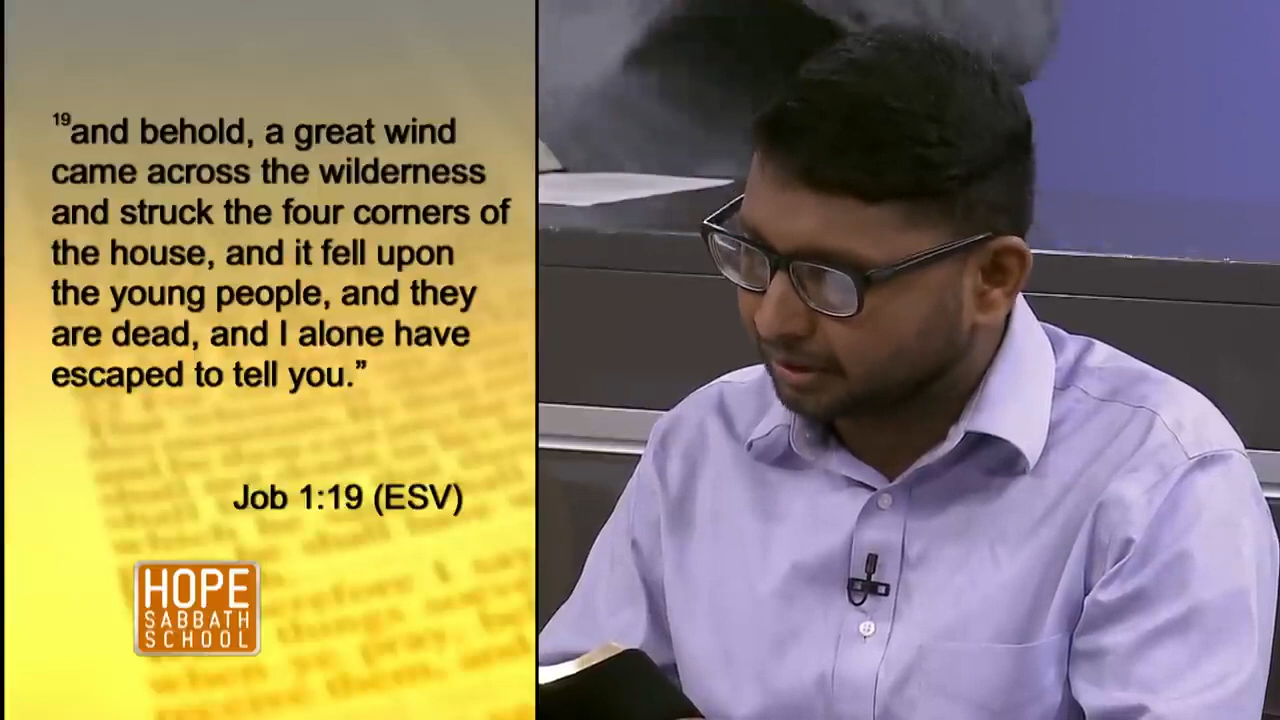 19and behold, a great wind
came across the wilderness
and struck the four corners of
the house, and it fell upon
the young people, and they
are dead, and I alone have
escaped to tell you.”
Job 1:19 (ESV)
HOPE
SABBATH
SCHOOL